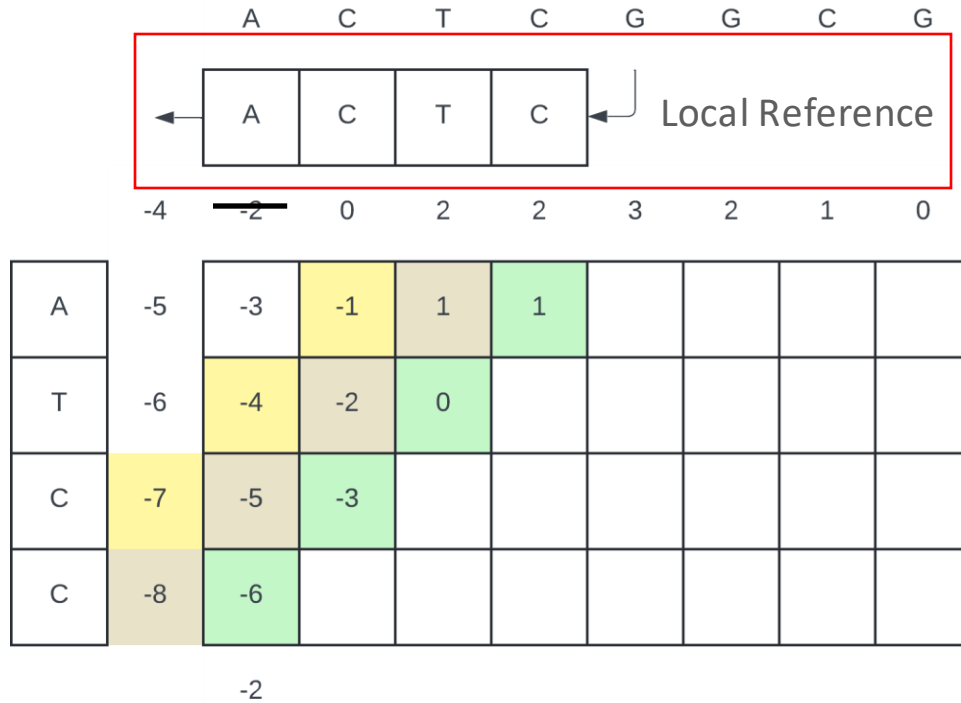 A C T C G G C G
A C T C Local Reference
-4 -2 0 2 2 3 2 1 0
A -5 -3 -1 1 1
T -6 -4 -2 0
C -7 -5 -3
C -8 -6
-2